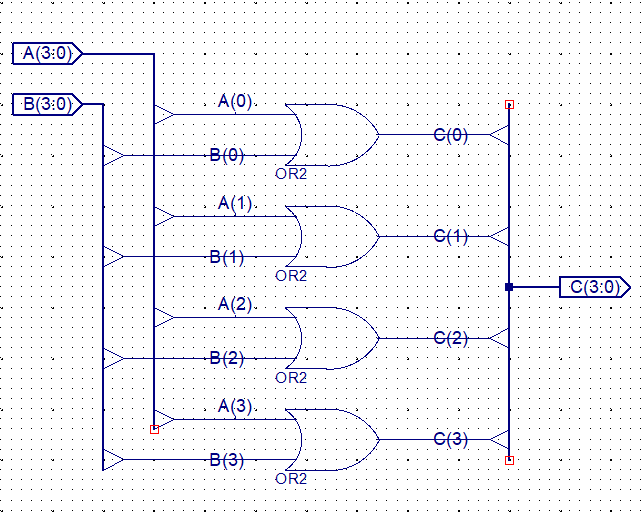 A(3:0)
B(3:0)
A(0)
B(0)
OR2
C(0)
A(1)
B(1)
OR2
C(1)
A(2)
B(2)
OR2
C(2)
A(3)
B(3)
OR2
C(3)
C(3:0)